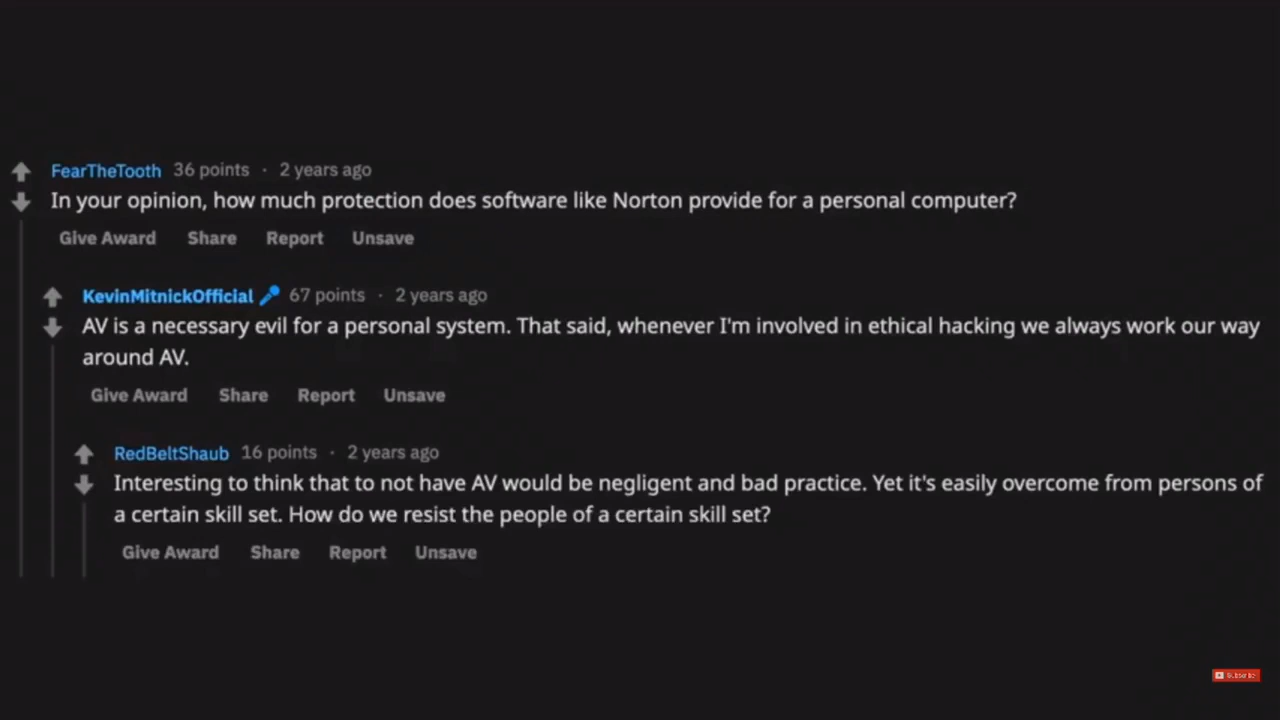 FearTheTooth 36 points · 2 years ago
In your opinion, how much protection does software like Norton provide for a personal computer?
Give Award Share Report Unsave
KevinMitnickOfficial 67 points · 2 years ago
AV is a necessary evil for a personal system. That said, whenever I'm involved in ethical hacking we always work our way
around AV.
Give Award Share Report Unsave
RedBeltShaub 16 points · 2 years ago
Interesting to think that to not have AV would be negligent and bad practice. Yet it's easily overcome from persons of
a certain skill set. How do we resist the people of a certain skill set?
Give Award Share Report Unsave